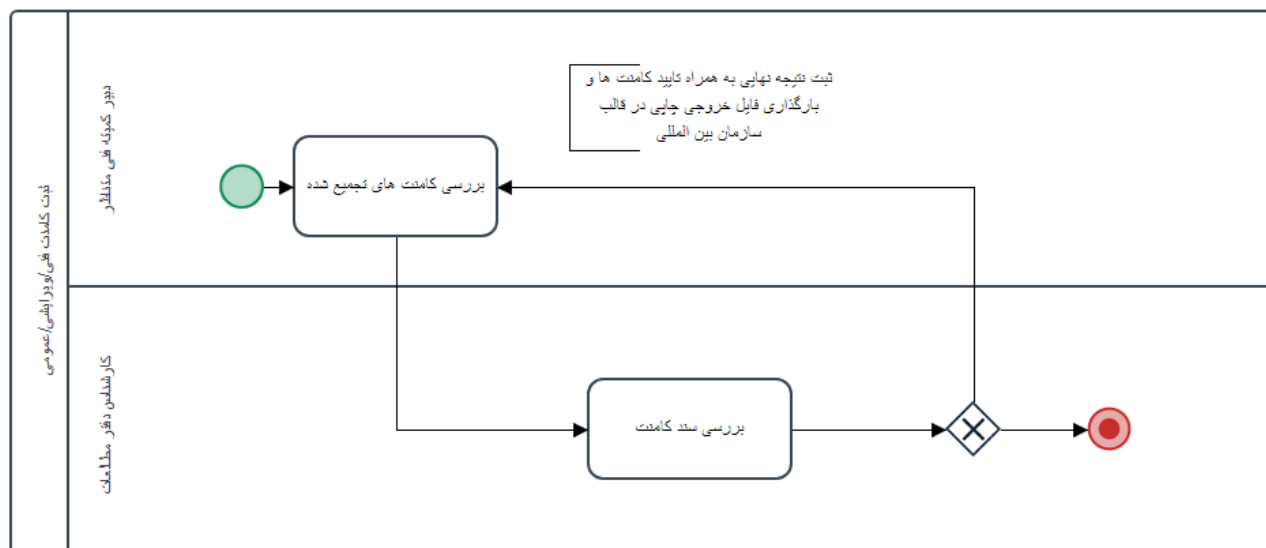 ثبت کامنت فنی/ویرایشی/عمومی
دبیر کمیته فنی متناظر
ثبت نتیجه نهایی به همراه تایید کامنت ها و
بارگذاری فایل خروجی چاپی در قالب
سازمان بین المللی
بررسی کامنت های تجمیع شده
کارشناس دفتر مطالعات
بررسی سند کامنت